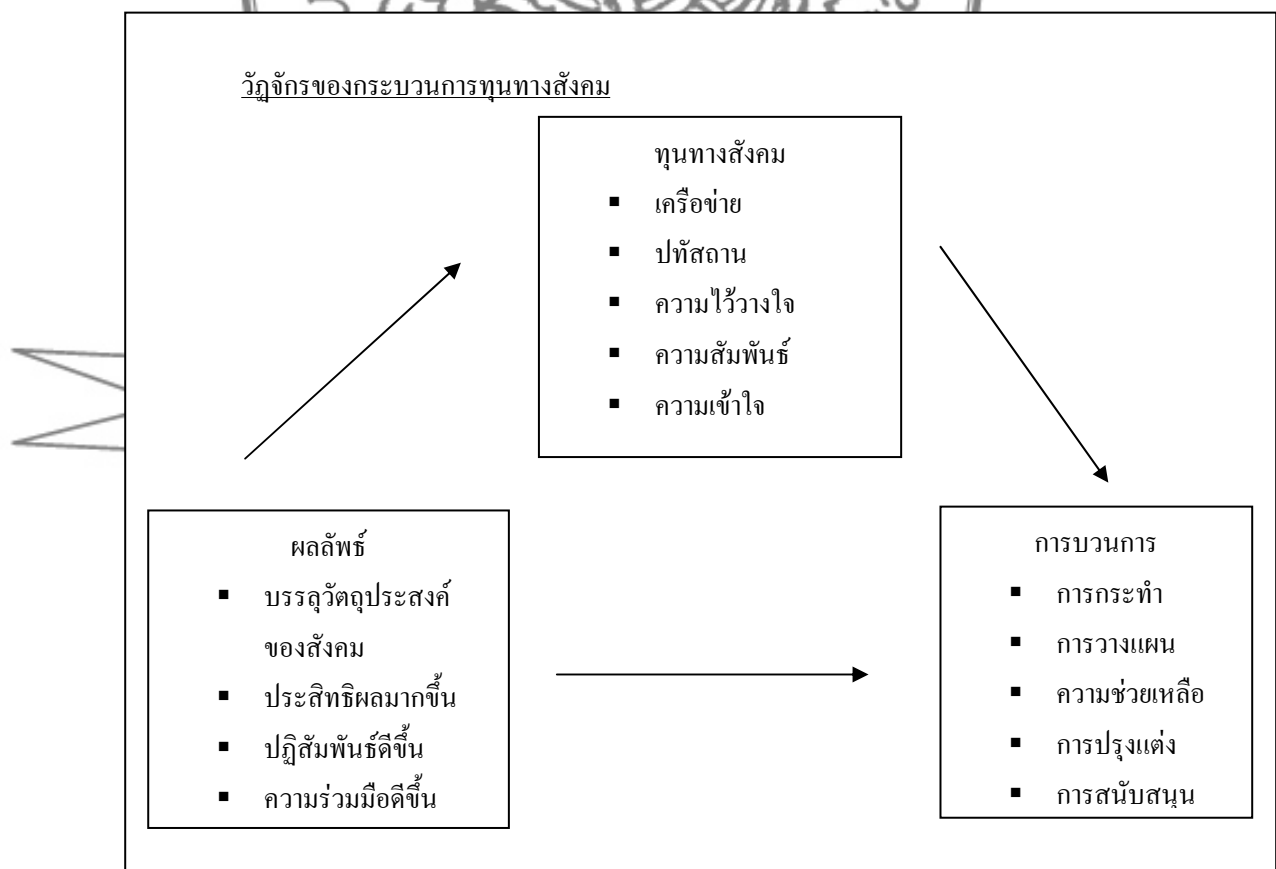 วัฏจักรของกระบวนการทุนทางสังคม
ทุนทางสังคม
▪ เครือข่าย
▪ ปทัสถาน
▪ ความไว้วางใจ
▪ ความสัมพันธ์
▪ ความเข้าใจ
ผลลัพธ์
▪ บรรลุวัตถุประสงค์
ของสังคม
▪ ประสิทธิผลมากขึ้น
▪ ปฏิสัมพันธ์ดีขึ้น
▪ ความร่วมมือดีขึ้น
การบวนการ
▪ การกระทำ
▪ การวางแผน
▪ ความช่วยเหลือ
▪ การปรุงแต่ง
▪ การสนับสนุน